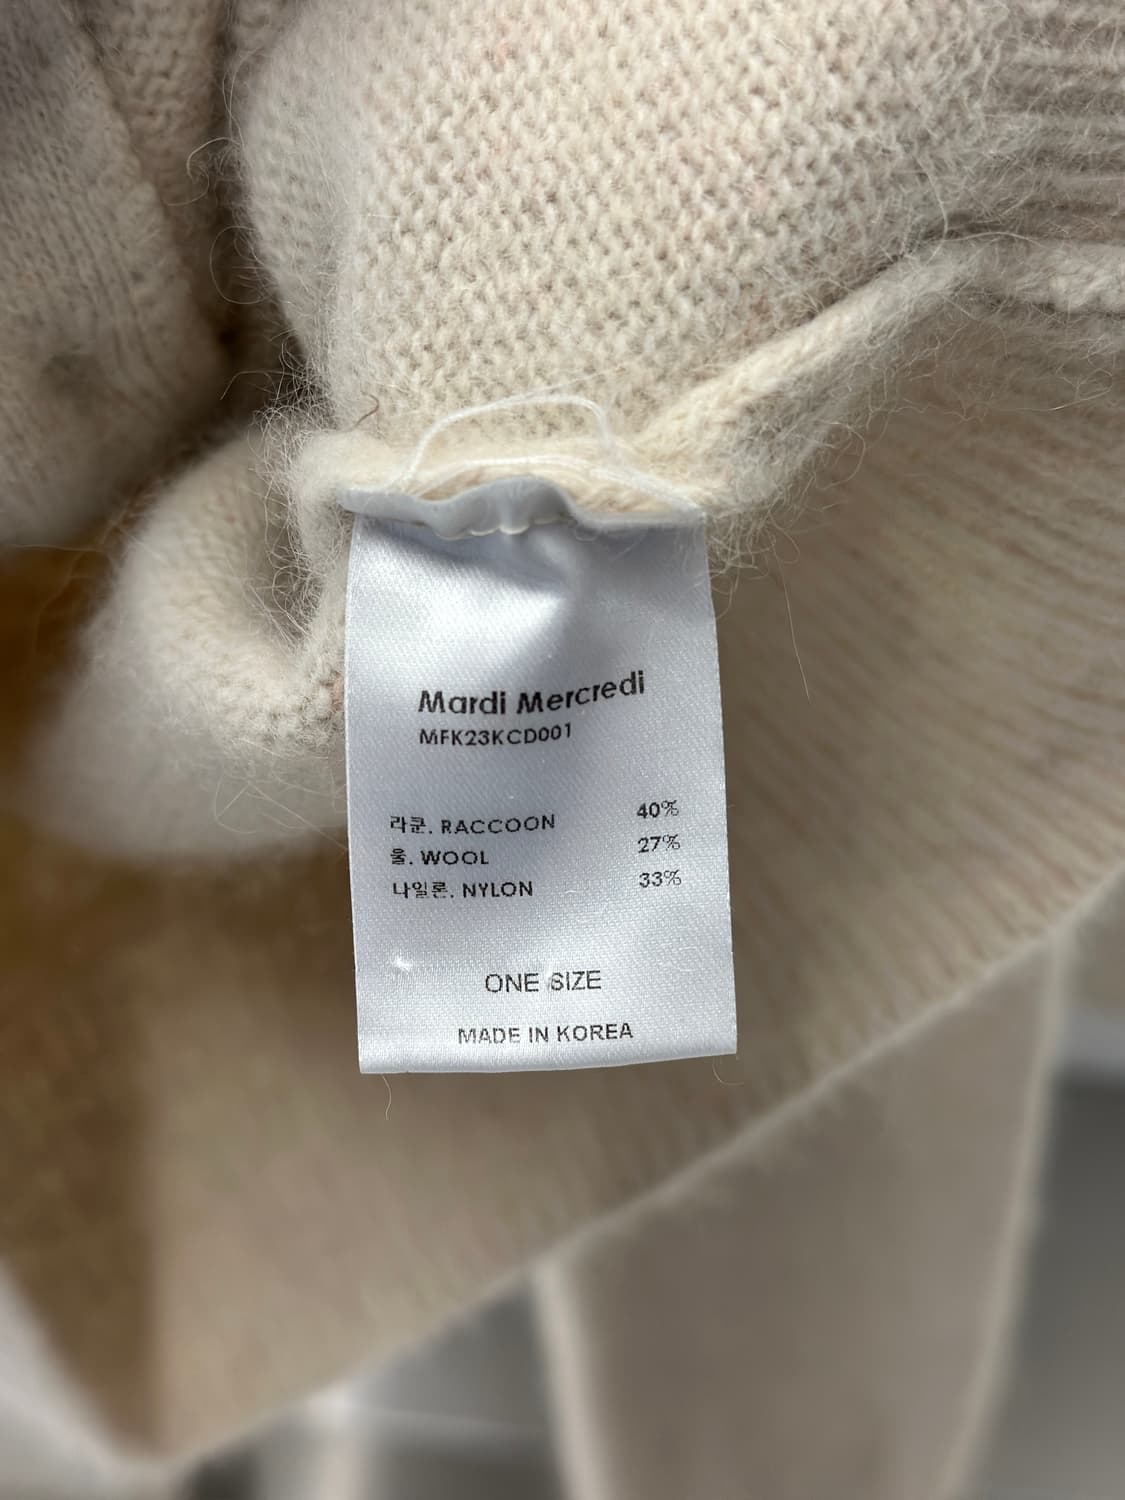 Mardi Mercredi
MFK23KCD001
라쿤. RACCOON 40%
울. WOOL 27%
나일론. NYLON 33%
ONE SIZE
MADE IN KOREA